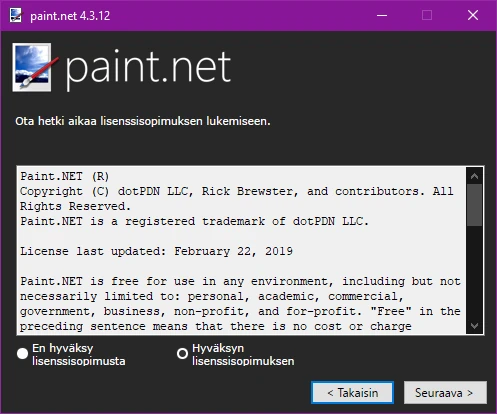 paint.net 4.3.12
paint.net
Ota hetki aikaa lisenssisopimuksen lukemiseen.
Paint.NET (R)
Copyright (C) dotPDN LLC, Rick Brewster, and contributors. All
Rights Reserved.
Paint.NET is a registered trademark of dotPDN LLC.
License last updated: February 22, 2019
Paint.NET is free for use in any environment, including but not
necessarily limited to: personal, academic, commercial,
government, business, non-profit, and for-profit. "Free" in the
preceding sentence means that there is no cost or charge
En hyväksy
lisenssisopimusta
Hyväksyn
lisenssisopimuksen
< Takaisin
Seuraava >